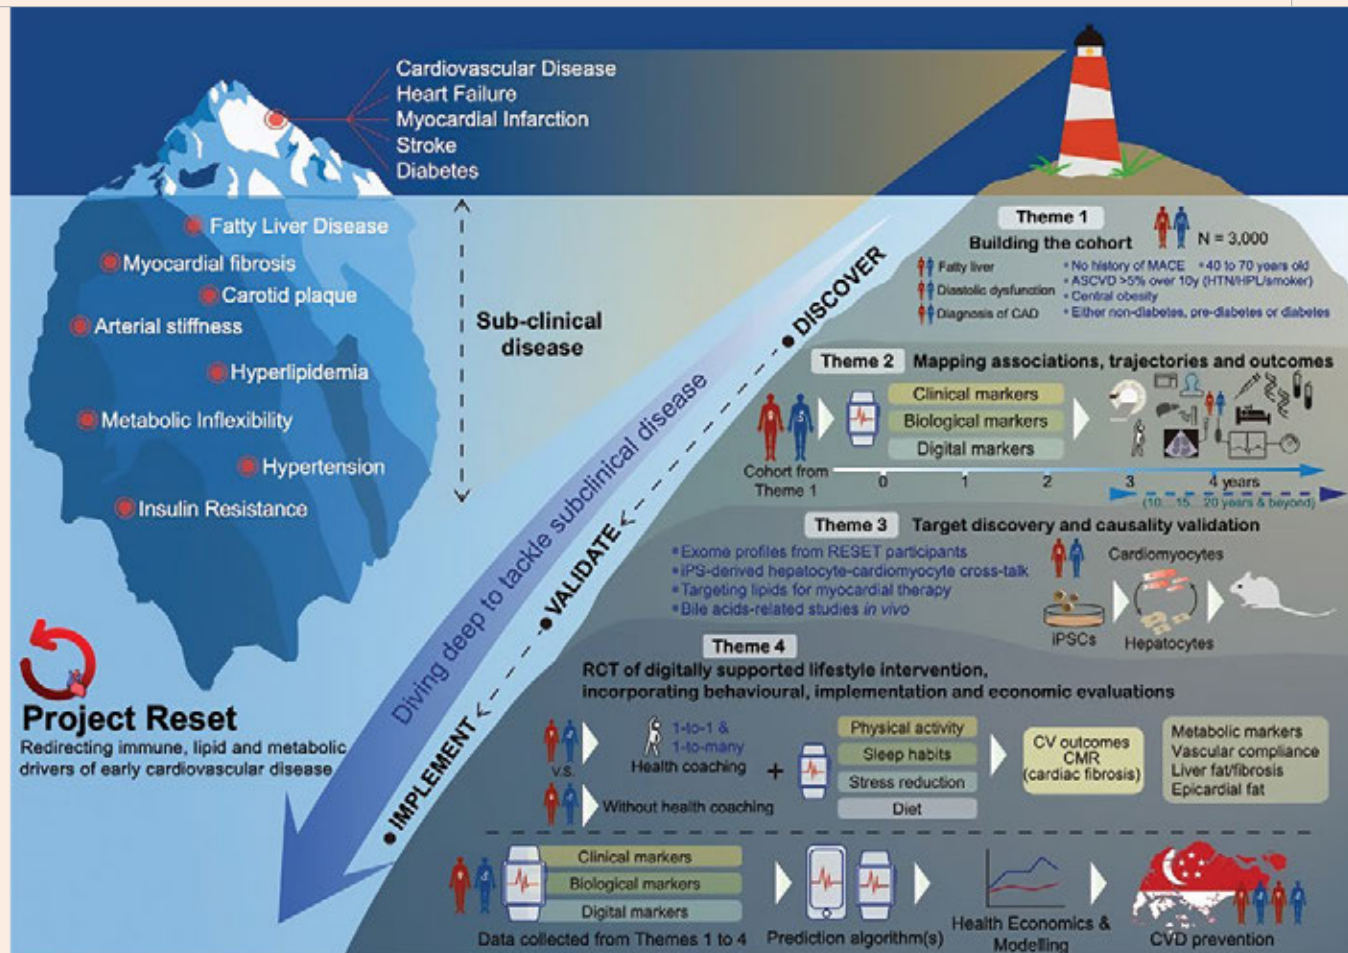 Cardiovascular Disease
Heart Failure
Myocardial Infarction
Stroke
Diabetes
Fatty Liver Disease
Myocardial fibrosis
Carotid plaque
Arterial stiffness
Hyperlipidemia
Metabolic Inflexibility
Hypertension
Insulin Resistance
Sub-clinical
disease
Project Reset
Redirecting immune, lipid and metabolic
drivers of early cardiovascular disease
Diving deep to tackle subclinical disease
DISCOVER
VALIDATE
IMPLEMENT
Theme 1
Building the cohort
N = 3,000
Fatty liver
Diastolic dysfunction
Diagnosis of CAD
No history of MACE
40 to 70 years old
ASCVD >5% over 10y (HTN/HPL/smoker)
Central obesity
Either non-diabetes, pre-diabetes or diabetes
Theme 2
Mapping associations, trajectories and outcomes
Cohort from
Theme 1
Clinical markers
Biological markers
Digital markers
0 1 2 3 4 years
(10... 15... 20 years & beyond)
Theme 3
Target discovery and causality validation
Exome profiles from RESET participants
iPS-derived hepatocyte-cardiomyocyte cross-talk
Targeting lipids for myocardial therapy
Bile acids-related studies in vivo
Cardiomyocytes
iPSCs
Hepatocytes
Theme 4
RCT of digitally supported lifestyle intervention,
incorporating behavioural, implementation and economic evaluations
V.S.
1-to-1 &
1-to-many
Health coaching
Without health coaching
+
Physical activity
Sleep habits
Stress reduction
Diet
CV outcomes
CMR
(cardiac fibrosis)
Metabolic markers
Vascular compliance
Liver fat/fibrosis
Epicardial fat
Clinical markers
Biological markers
Digital markers
Data collected from Themes 1 to 4
Prediction algorithm(s)
Health Economics &
Modelling
CVD prevention